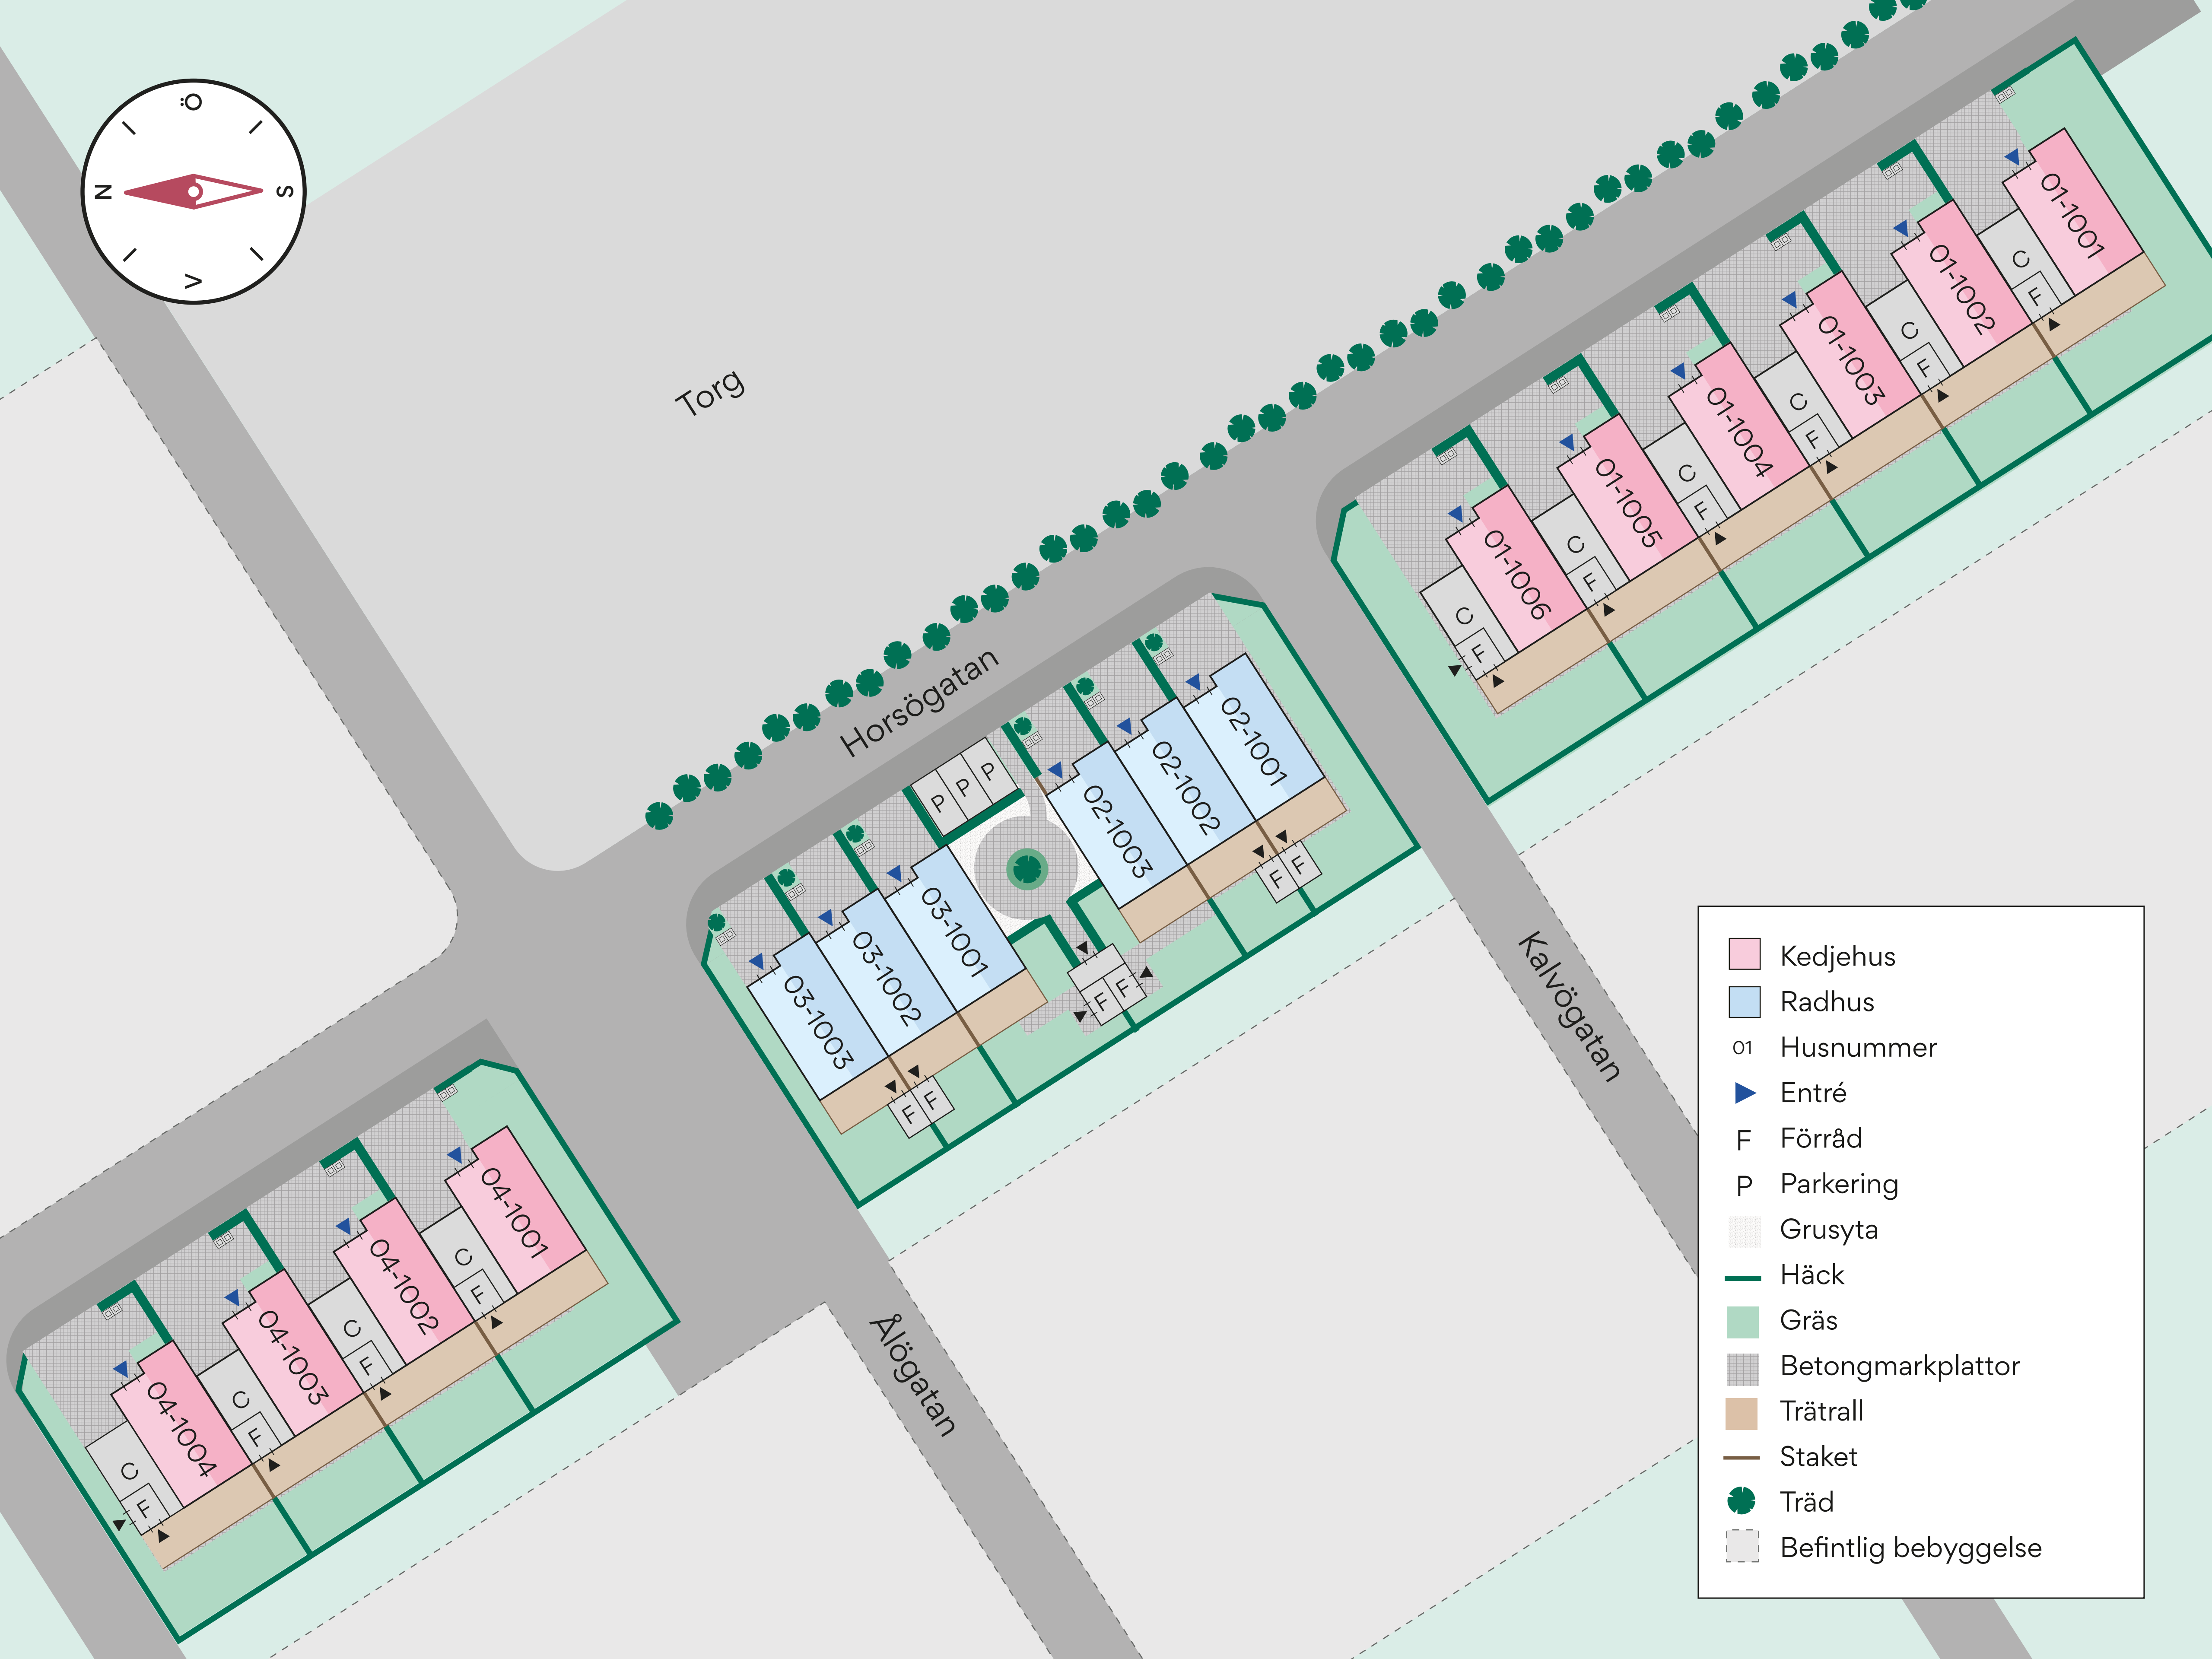 Ö
N
S
V
Torg
Horsögatan
Kalvögatan
Ålögatan
01-1001
C
F
01-1002
C
F
01-1003
C
F
01-1004
C
F
01-1005
C
F
01-1006
C
F
02-1001
02-1002
02-1003
F F
P P P
F F
03-1001
03-1002
03-1003
F F
04-1001
C
F
04-1002
C
F
04-1003
C
F
04-1004
C
F
Kedjehus
Radhus
01 Husnummer
Entré
F Förråd
P Parkering
Grusyta
Häck
Gräs
Betongmarkplattor
Trätrall
Staket
Träd
Befintlig bebyggelse